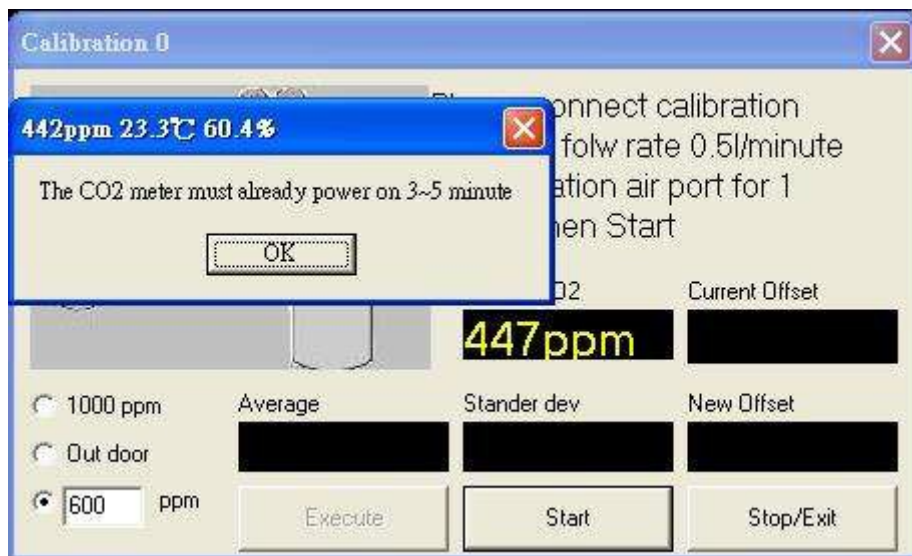 Calibration 0
442ppm 23.3℃ 60.4%
The CO2 meter must already power on 3~5 minute
OK
onnect calibration
folw rate 0.5l/minute
ation air port for 1
en Start
Current Offset
447ppm
1000 ppm
Average
Stander dev
New Offset
Out door
600 ppm
Execute
Start
Stop/Exit